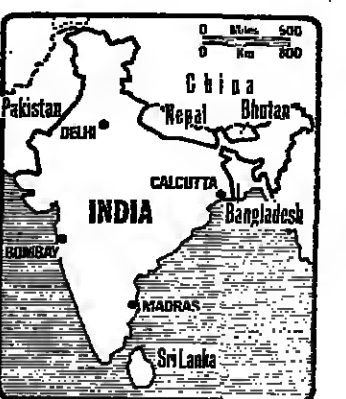 0 Miles 500
0 Km 800
China
Pakistan
Nepal
Bhutan
DELHI
CALCUTTA
INDIA
Bangladesh
BOMBAY
MADRAS
Sri Lanka